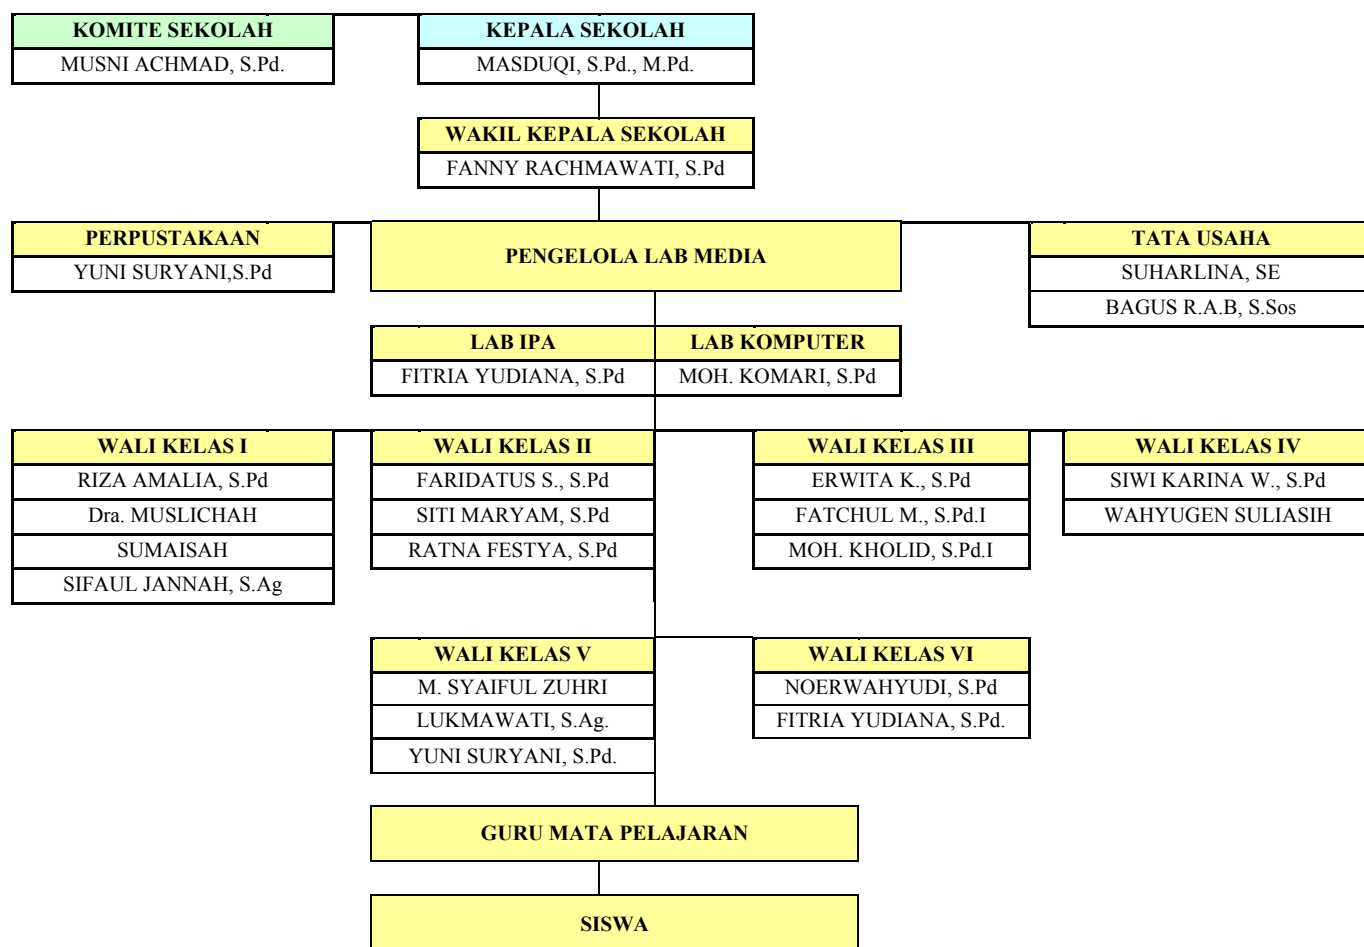 KOMITE SEKOLAH
MUSNI ACHMAD, S.Pd.
KEPALA SEKOLAH
MASDUQI, S.Pd., M.Pd.
WAKIL KEPALA SEKOLAH
FANNY RACHMAWATI, S.Pd
PERPUSTAKAAN
YUNI SURYANI,S.Pd
PENGELOLA LAB MEDIA
TATA USAHA
SUHARLINA, SE
BAGUS R.A.B, S.Sos
LAB IPA
FITRIA YUDIANA, S.Pd
LAB KOMPUTER
MOH. KOMARI, S.Pd
WALI KELAS I
RIZA AMALIA, S.Pd
Dra. MUSLICHAH
SUMAISAH
SIFAUL JANNAH, S.Ag
WALI KELAS II
FARIDATUS S., S.Pd
SITI MARYAM, S.Pd
RATNA FESTYA, S.Pd
WALI KELAS III
ERWITA K., S.Pd
FATCHUL M., S.Pd.I
MOH. KHOLID, S.Pd.I
WALI KELAS IV
SIWI KARINA W., S.Pd
WAHYUGEN SULIASIH
WALI KELAS V
M. SYAIFUL ZUHRI
LUKMAWATI, S.Ag.
YUNI SURYANI, S.Pd.
WALI KELAS VI
NOERWAHYUDI, S.Pd
FITRIA YUDIANA, S.Pd.
GURU MATA PELAJARAN
SISWA